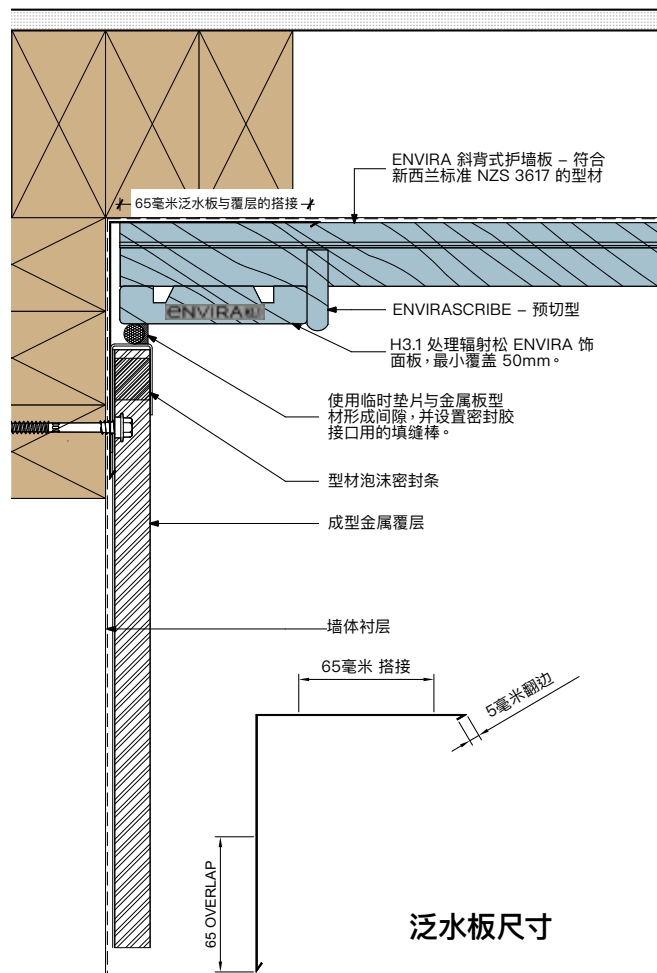 ENVIRA 斜背式护墙板 – 符合
新西兰标准 NZS 3617 的型材
65毫米泛水板与覆层的搭接
ENVIRA
ENVIRASCRIBE – 预切型
H3.1 处理辐射松 ENVIRA 饰
面板，最小覆盖 50mm。
使用临时垫片与金属板型
材形成间隙，并设置密封胶
接口用的填缝棒。
型材泡沫密封条
成型金属覆层
墙体衬层
65毫米 搭接
5毫米翻边
65 OVERLAP
泛水板尺寸